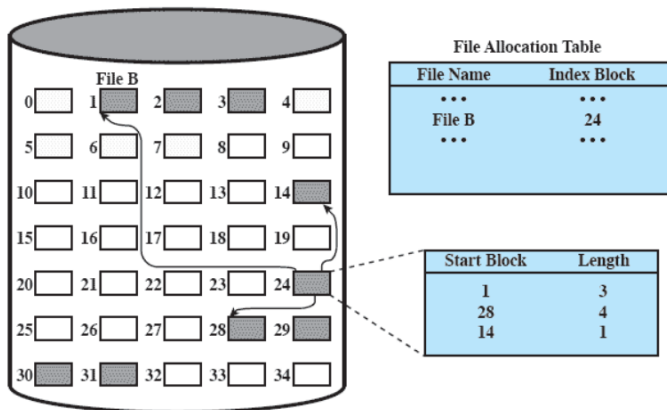 File Allocation Table
File Name Index Block
••• •••
File B 24
••• •••
File B
0 1 2 3 4
5 6 7 8 9
10 11 12 13 14
15 16 17 18 19
20 21 22 23 24
25 26 27 28 29
30 31 32 33 34
Start Block Length
1 3
28 4
14 1